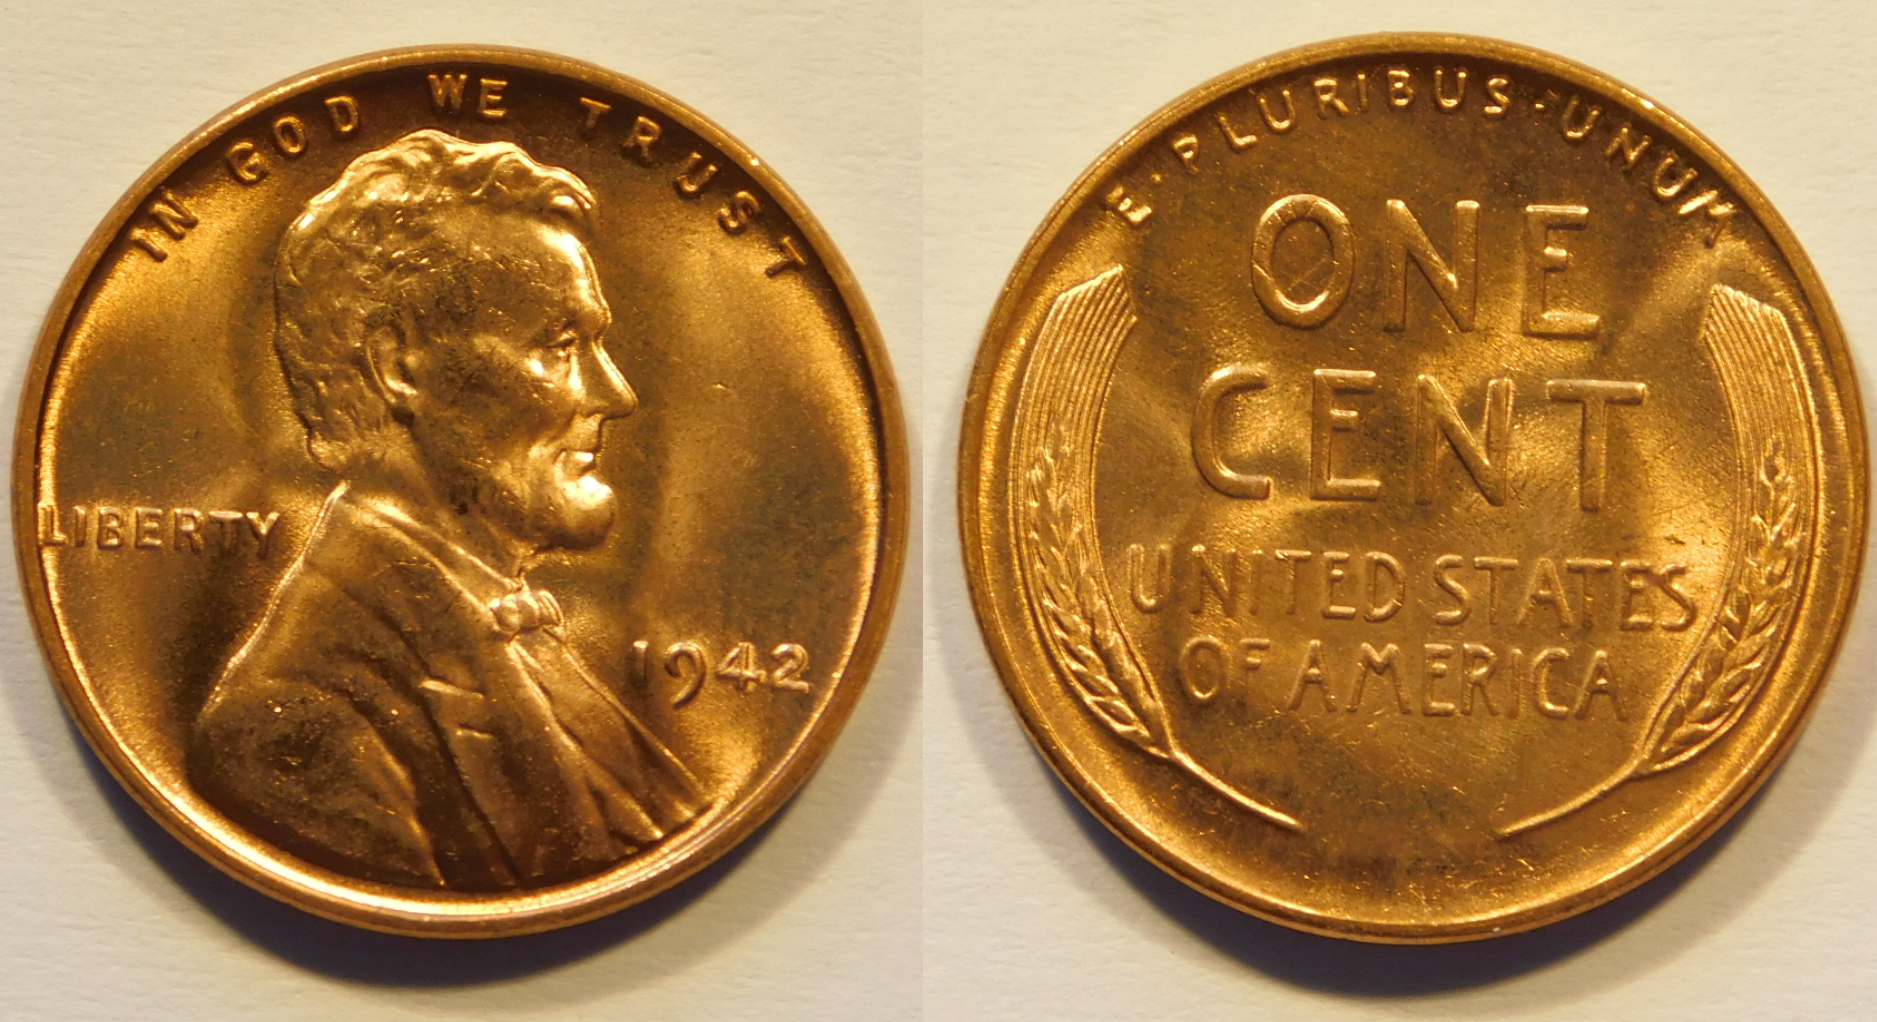 IN GOD WE TRUST
LIBERTY
1942
E·PLURIBUS·UNUM
ONE
CENT
UNITED STATES
OF AMERICA